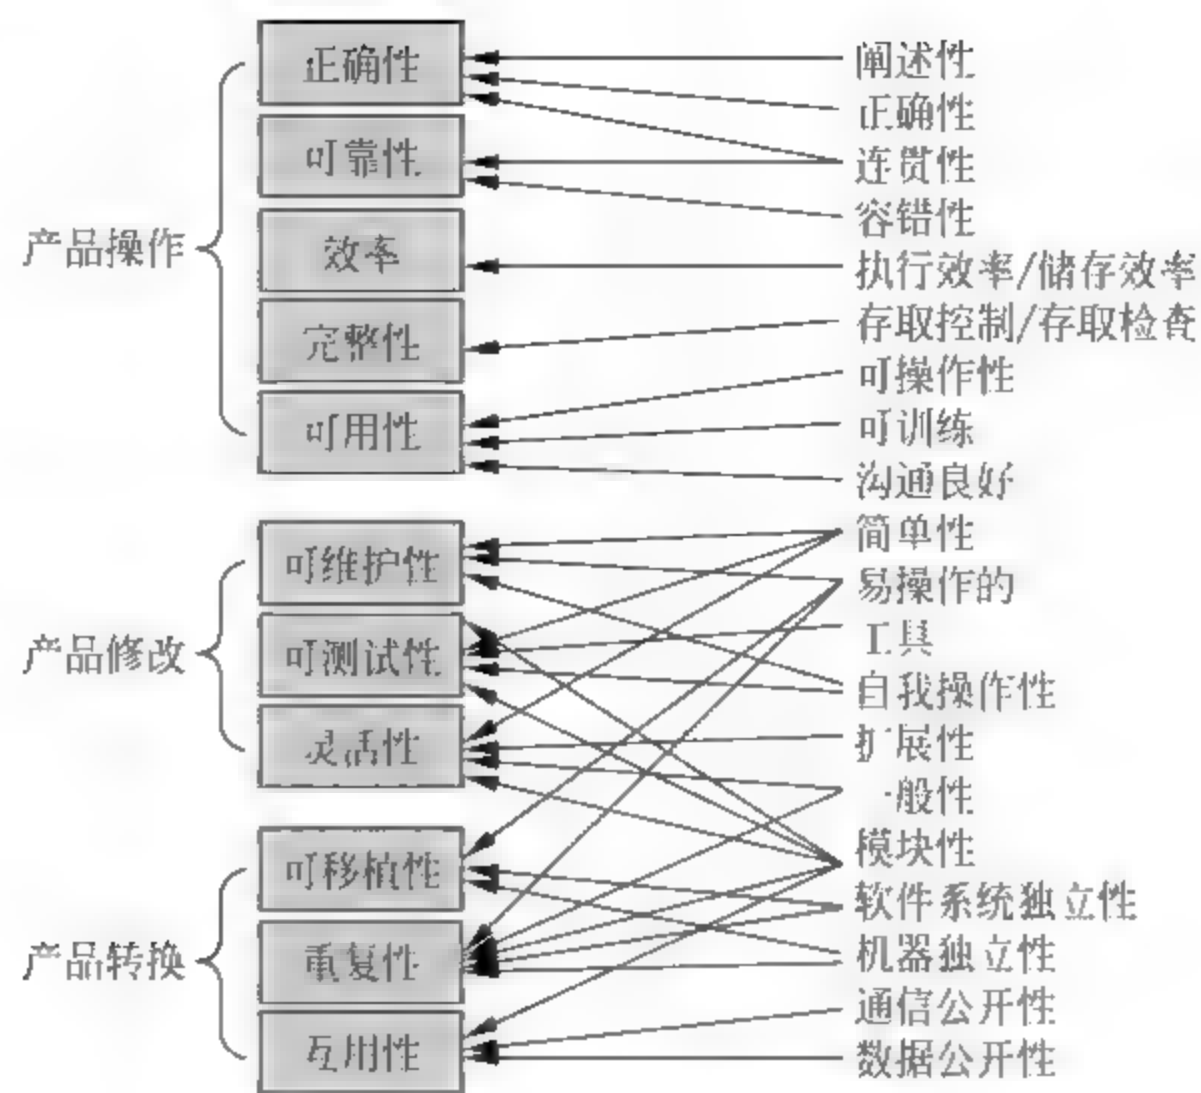 产品操作
正确性
可靠性
效率
完整性
可用性
产品修改
可维护性
可测试性
灵活性
产品转换
可移植性
重复性
互用性
阐述性
正确性
连贯性
容错性
执行效率/储存效率
存取控制/存取检查
可操作性
可训练
沟通良好
简单性
易操作的
工具
自我操作性
扩展性
一般性
模块性
软件系统独立性
机器独立性
通信公开性
数据公开性